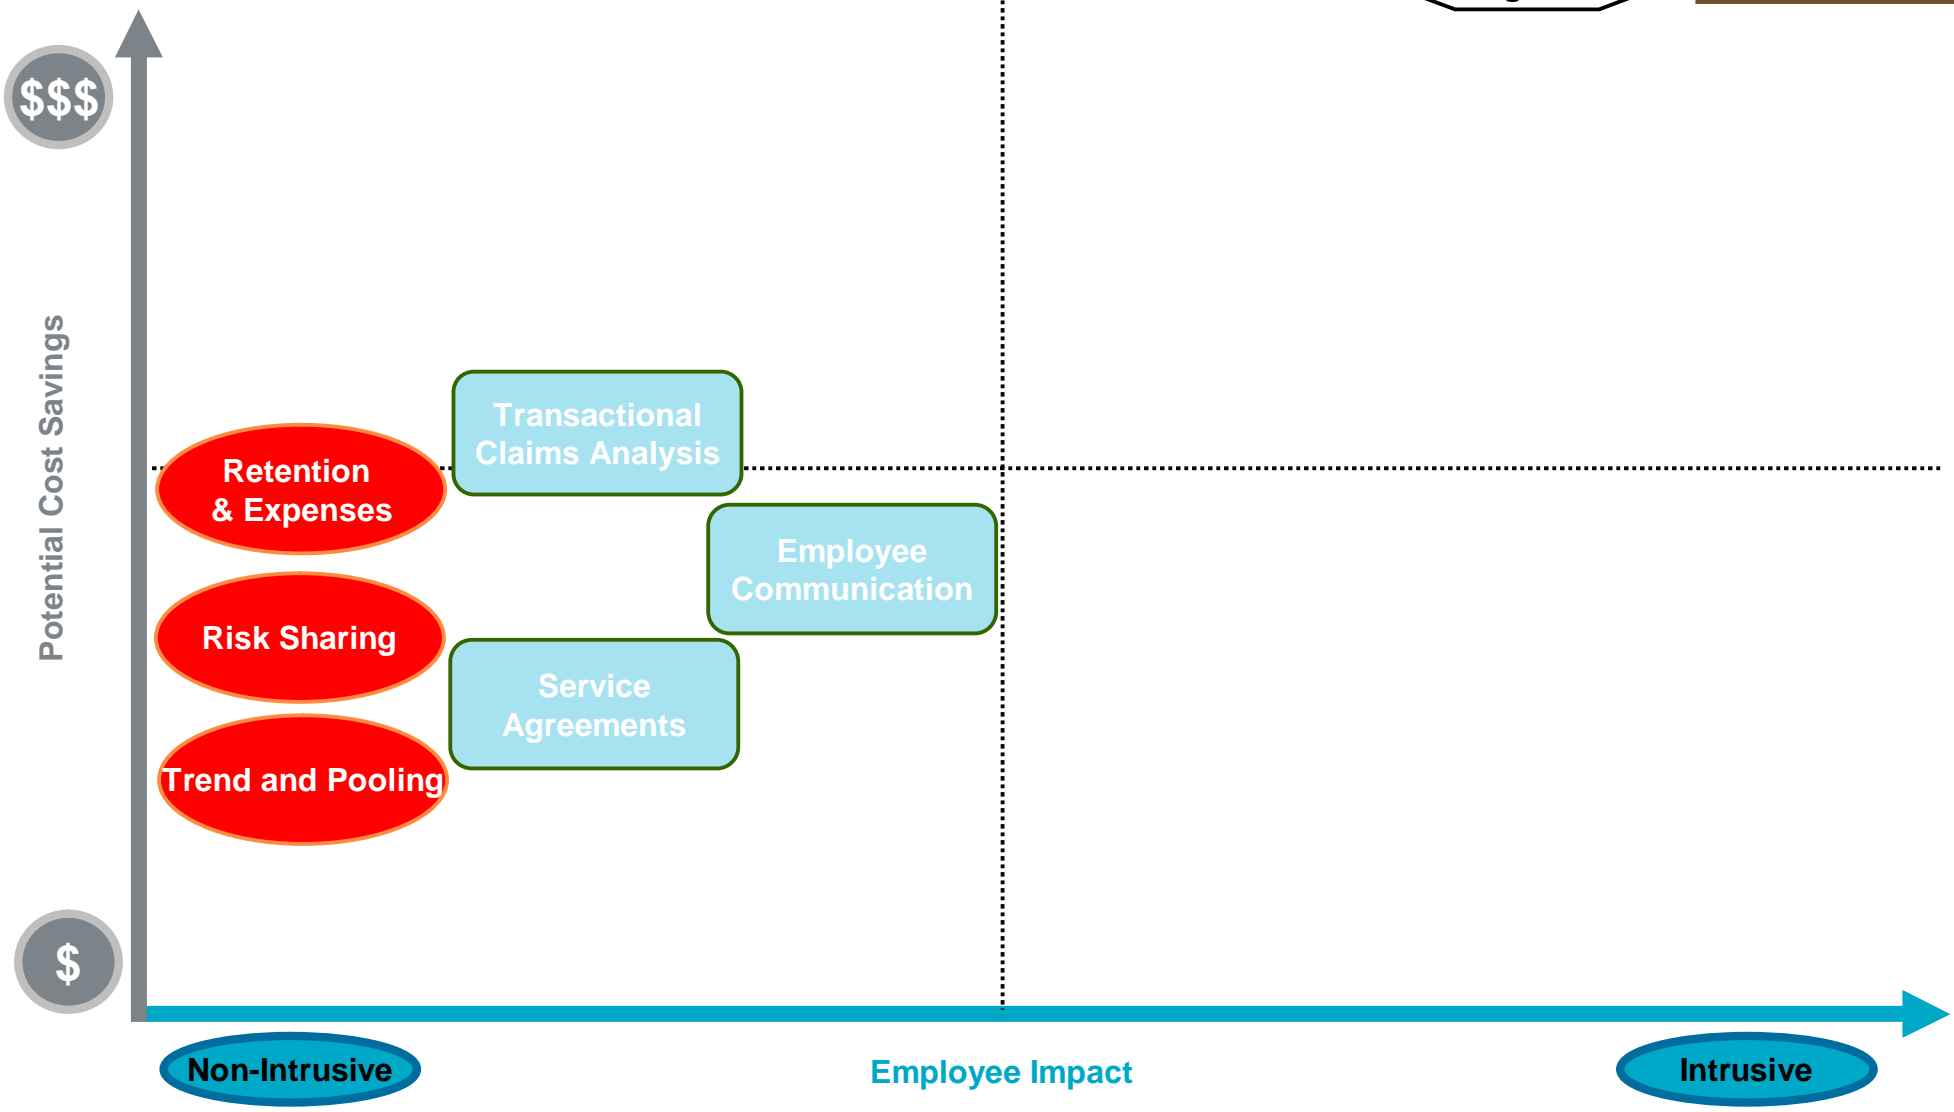 $$$
Potential Cost Savings
Transactional
Claims Analysis
Retention
& Expenses
Employee
Communication
Risk Sharing
Service
Agreements
Trend and Pooling
$
Non-Intrusive
Employee Impact
Intrusive